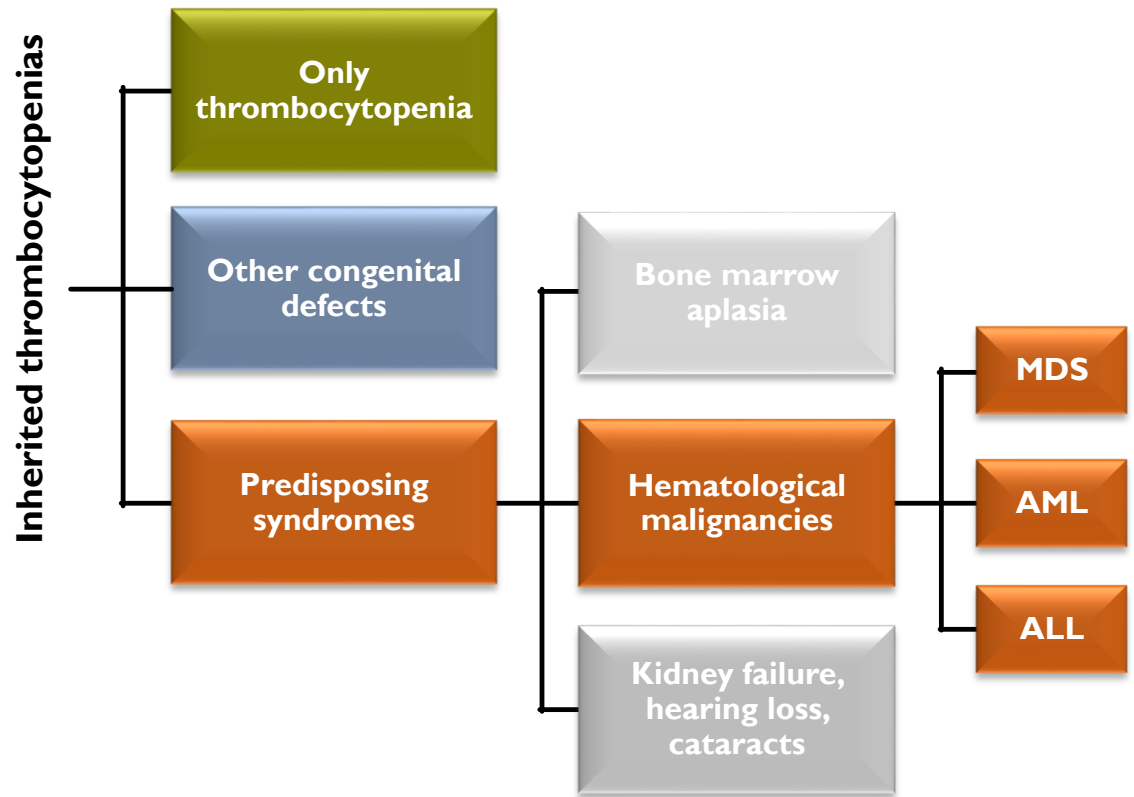 Inherited thrombocytopenias
Only
thrombocytopenia
Other congenital
defects
Predisposing
syndromes
Bone marrow
aplasia
Hematological
malignancies
Kidney failure,
hearing loss,
cataracts
MDS
AML
ALL